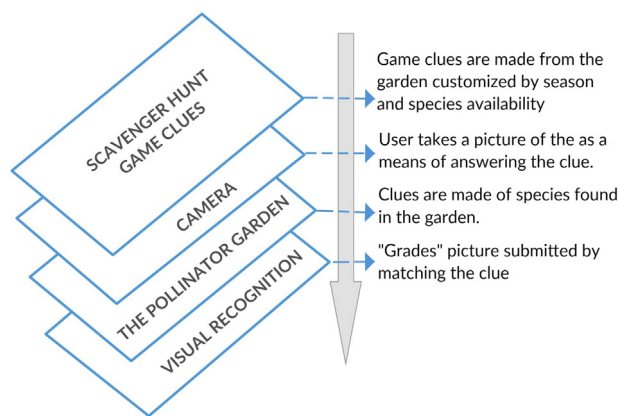 SCAVENGER HUNT
GAME CLUES
Game clues are made from the
garden customized by season
and species availability
CAMERA
User takes a picture of the as a
means of answering the clue.
THE POLLINATOR GARDEN
Clues are made of species found
in the garden.
VISUAL RECOGNITION
"Grades" picture submitted by
matching the clue